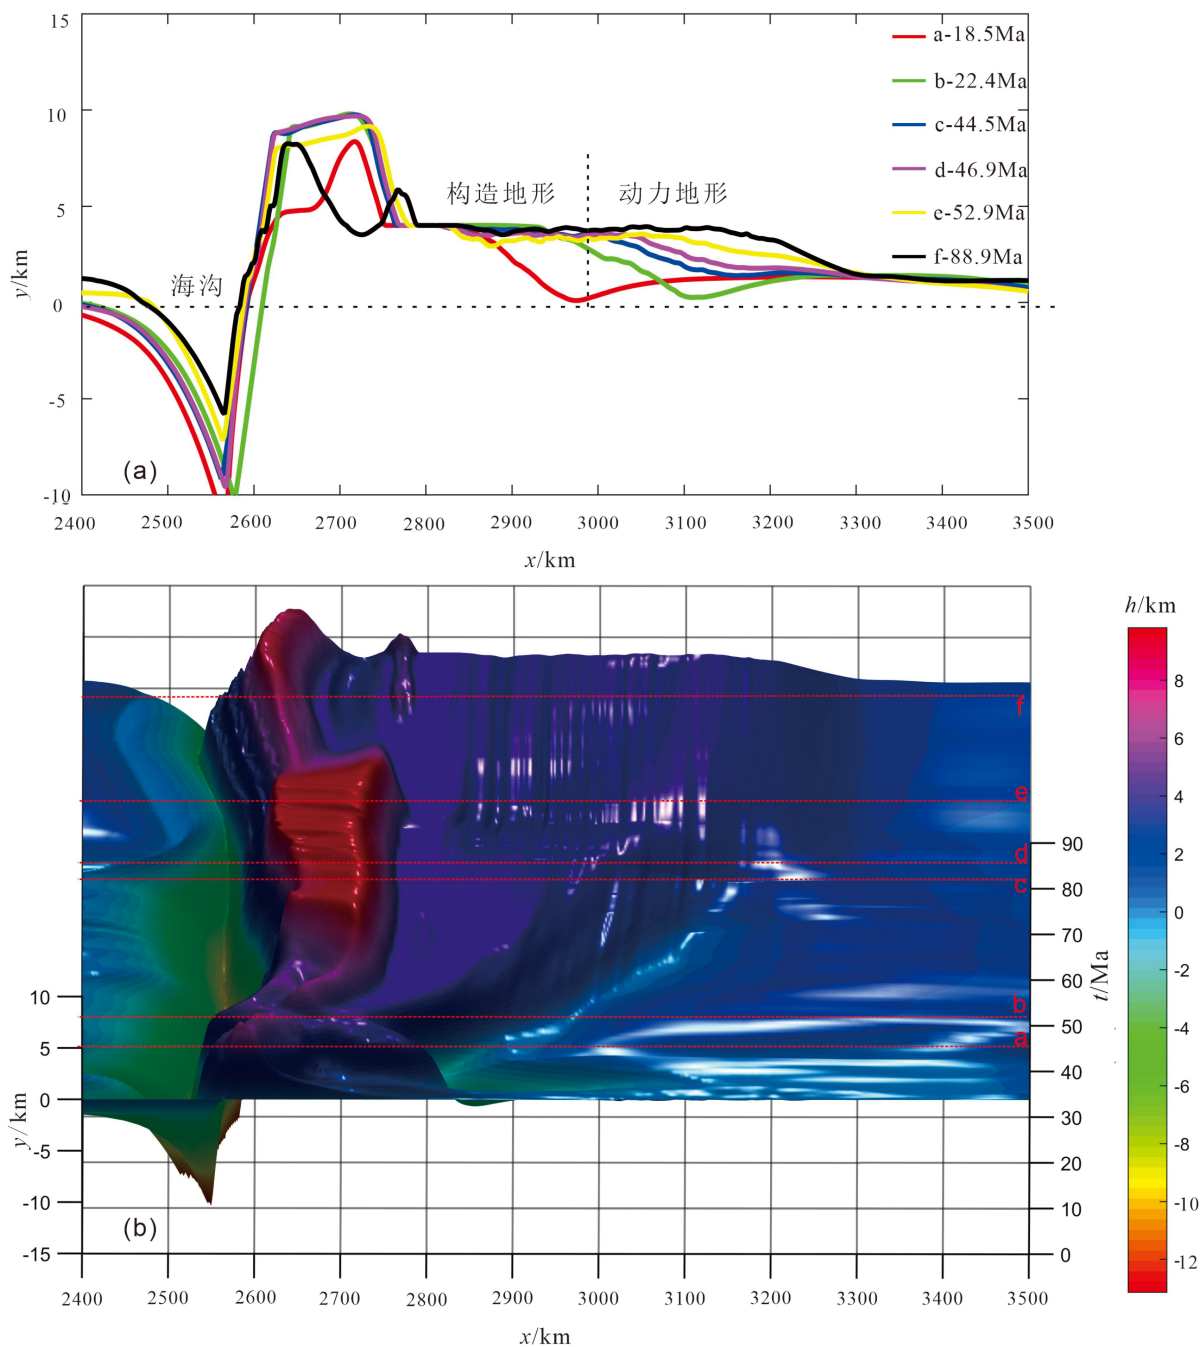 15
10
5
0
-5
-10
y/km
a-18.5Ma
b-22.4Ma
c-44.5Ma
d-46.9Ma
e-52.9Ma
f-88.9Ma
构造地形
动力地形
海沟
(a)
2400 2500 2600 2700 2800 2900 3000 3100 3200 3300 3400 3500
x/km
h/km
8
6
4
2
0
-2
-4
-6
-8
-10
-12
f
e
d
c
b
a
90
80
70
60
50
40
30
20
10
0
t/Ma
10
5
0
-5
-10
-15
y/km
(b)
2400 2500 2600 2700 2800 2900 3000 3100 3200 3300 3400 3500
x/km